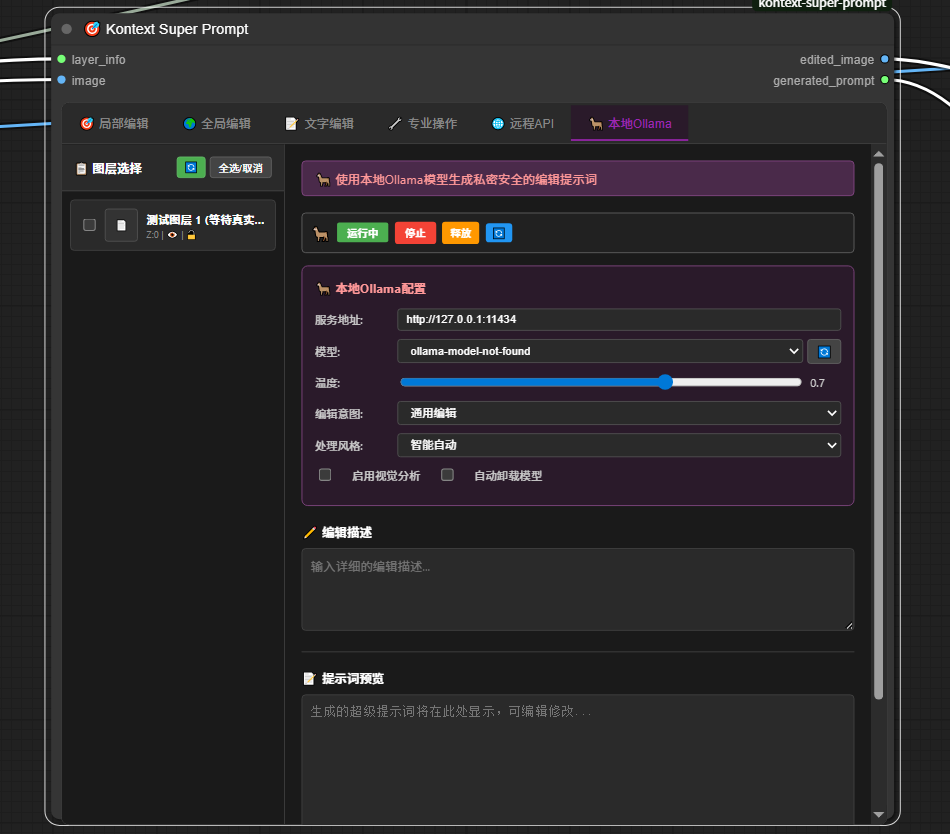 kontext-super-prompt
Kontext Super Prompt
layer_info
edited_image
image
generated_prompt
局部编辑
全局编辑
文字编辑
专业操作
远程API
本地Ollama
图层选择
全选/取消
测试图层 1 (等待真实...
Z:0 |
|
使用本地Ollama模型生成私密安全的编辑提示词
运行中
停止
释放
本地Ollama配置
服务地址:
http://127.0.0.1:11434
模型:
ollama-model-not-found
温度:
0.7
编辑意图:
通用编辑
处理风格:
智能自动
启用视觉分析
自动卸载模型
编辑描述
输入详细的编辑描述...
提示词预览
生成的超级提示词将在此处显示，可编辑修改...